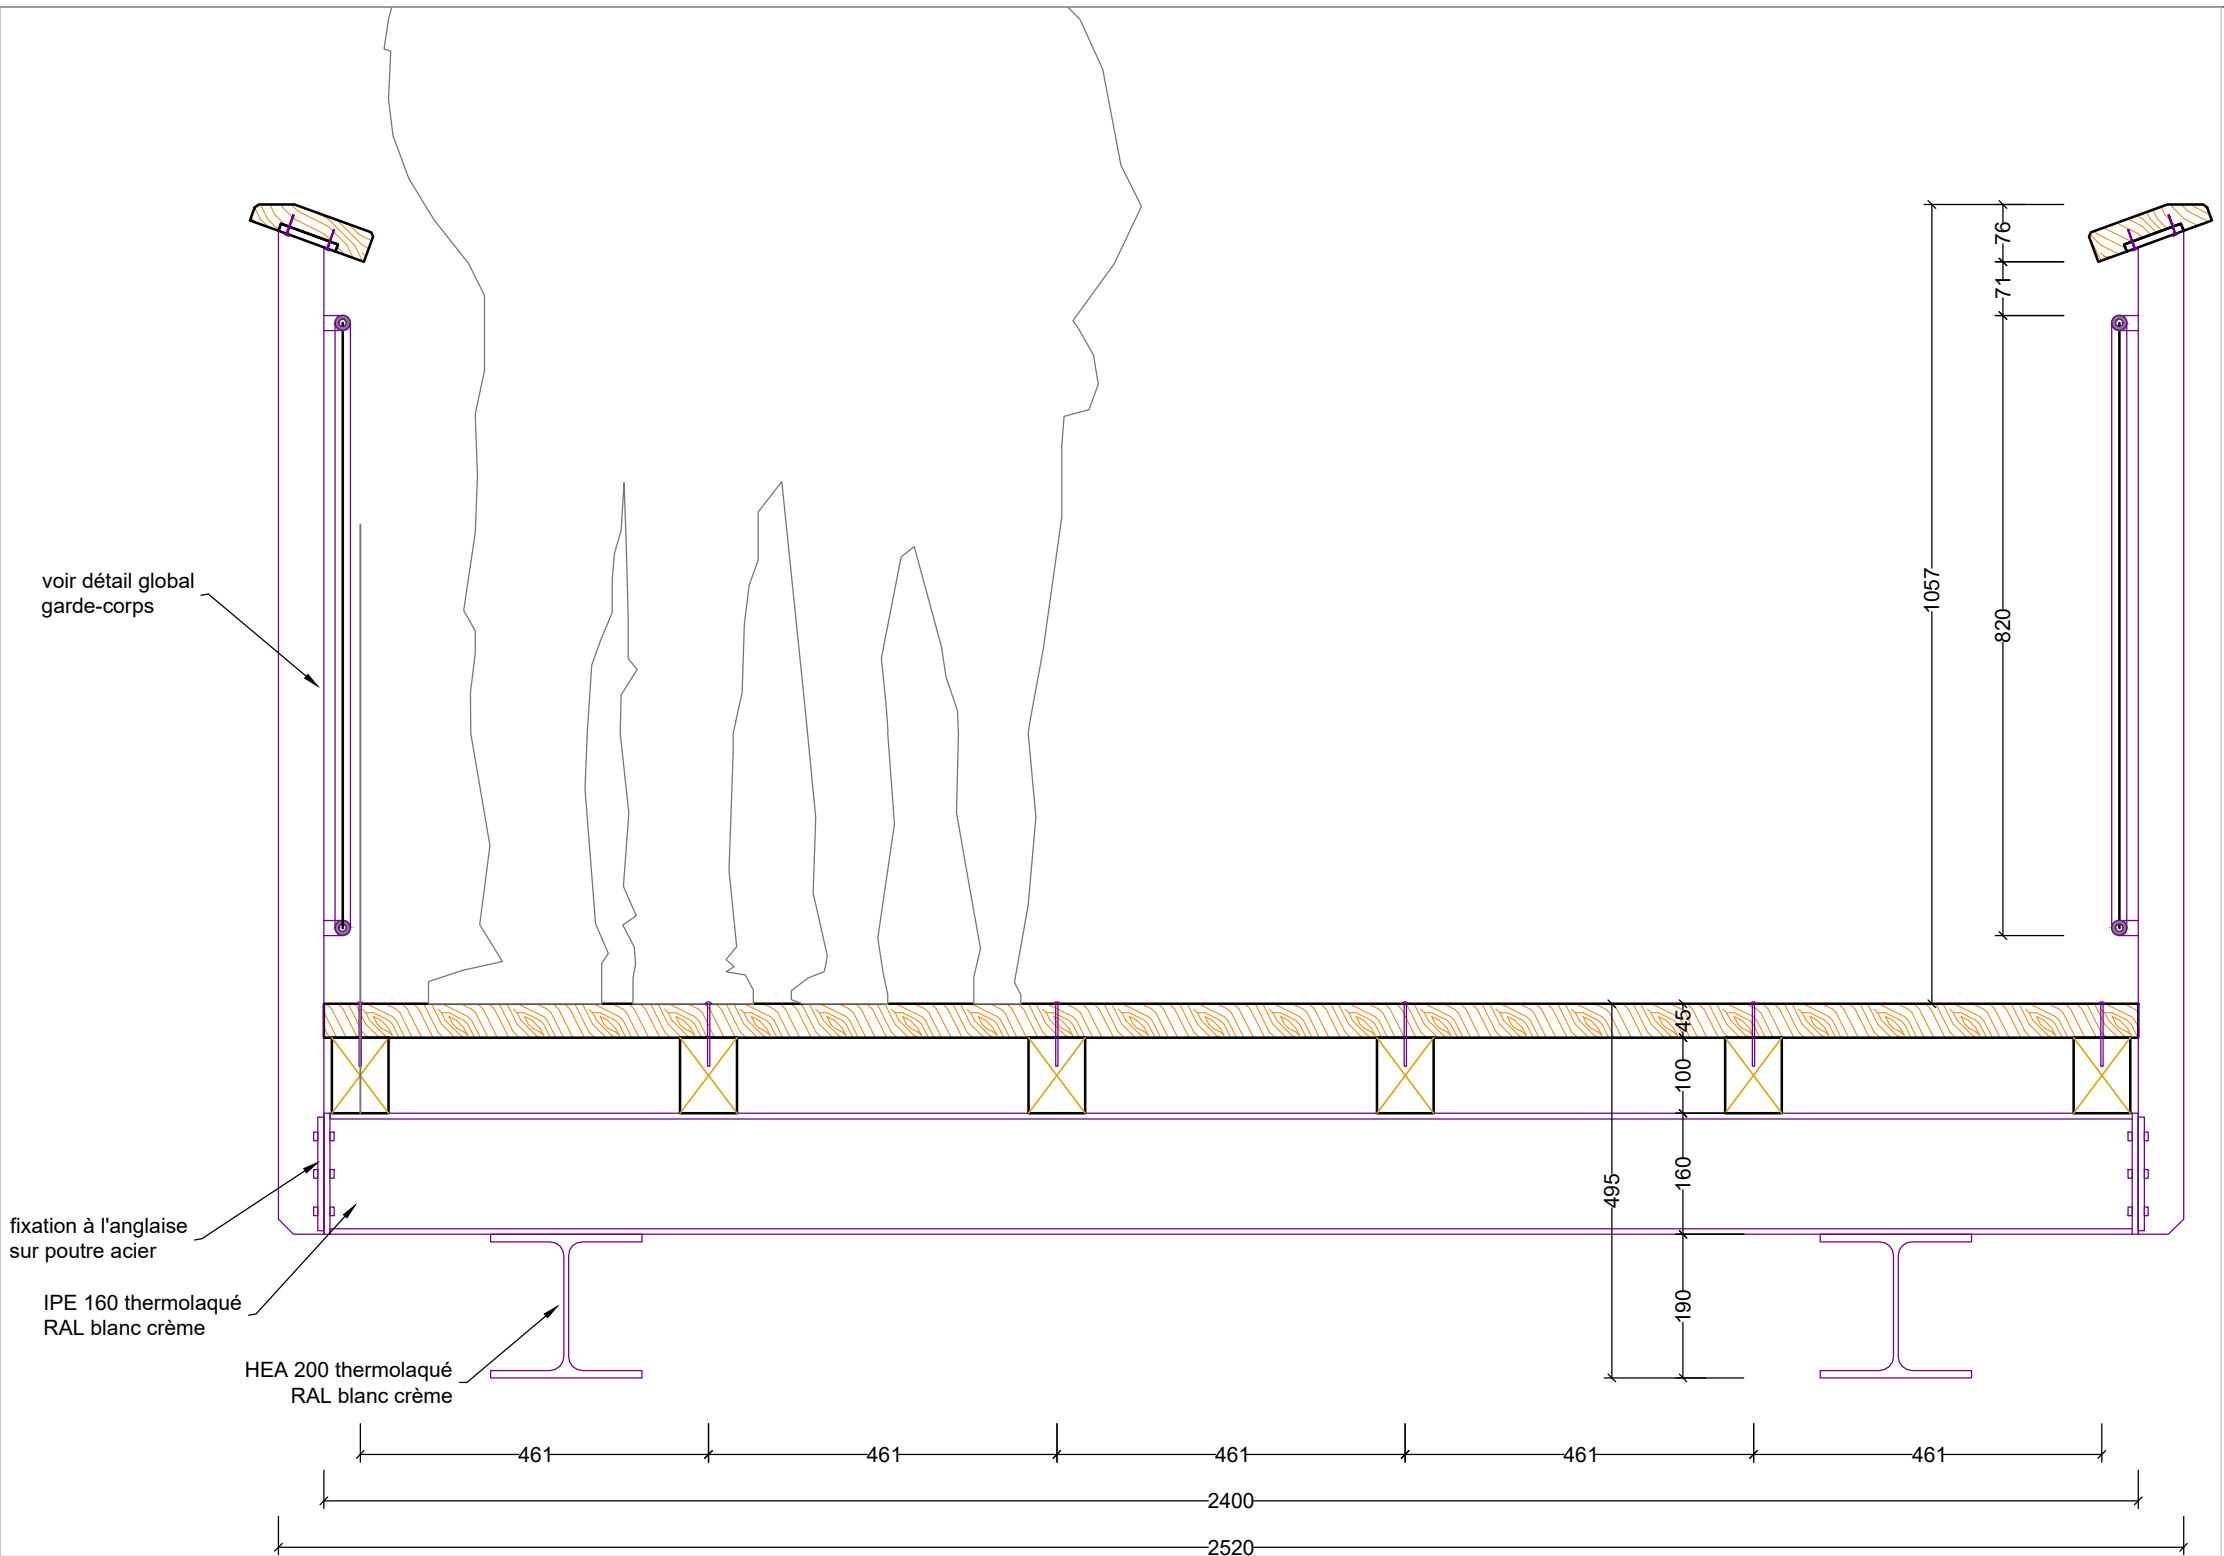 76
71
1057
820
voir détail global
garde-corps
45
100
160
495
190
fixation à l'anglaise
sur poutre acier
IPE 160 thermolaqué
RAL blanc crème
HEA 200 thermolaqué
RAL blanc crème
461 461 461 461 461
2400
2520